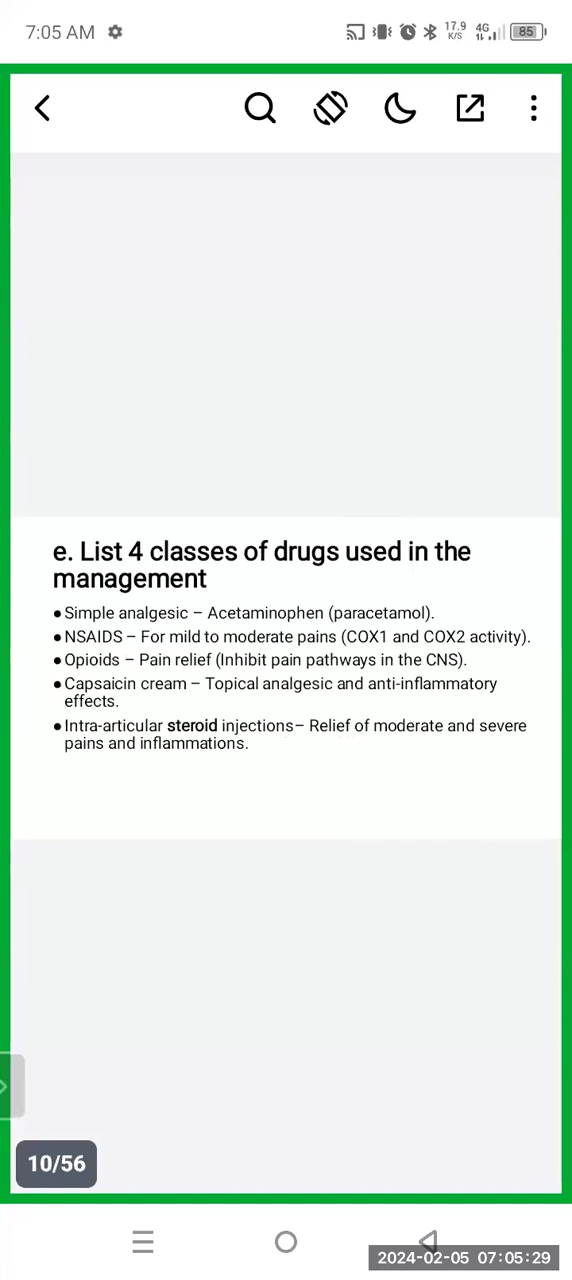 7:05 AM
17.9
K/S
4G
85
e. List 4 classes of drugs used in the
management
● Simple analgesic – Acetaminophen (paracetamol).
● NSAIDS – For mild to moderate pains (COX1 and COX2 activity).
● Opioids – Pain relief (Inhibit pain pathways in the CNS).
● Capsaicin cream – Topical analgesic and anti-inflammatory
effects.
● Intra-articular steroid injections– Relief of moderate and severe
pains and inflammations.
10/56
2024-02-05 07:05:29